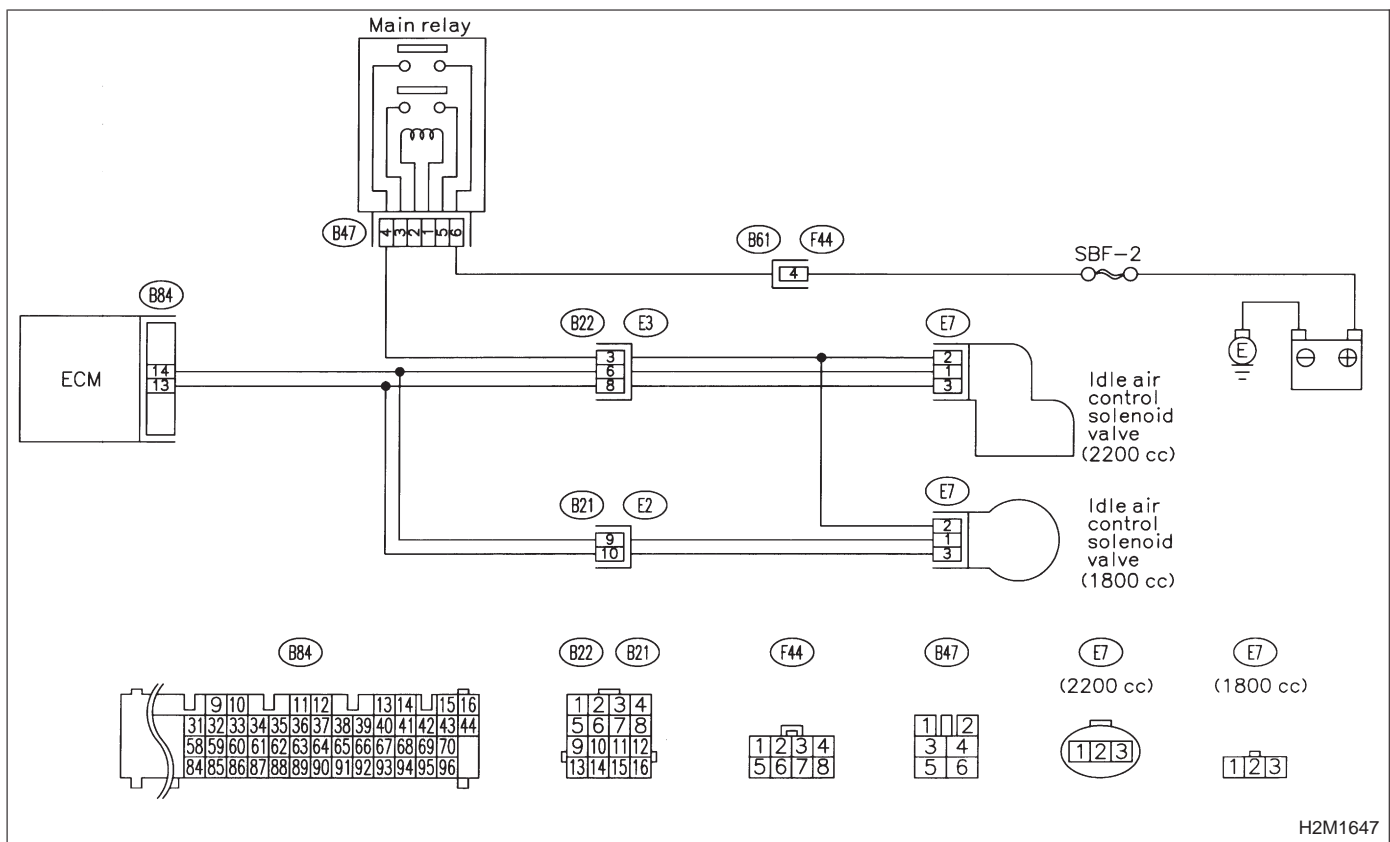 Main relay
B47
4 3 2 1 5 6
B61 F44
4
SBF-2
B84
ECM
14
13
B22 E3
3
6
8
E7
2
1
3
Idle air
control
solenoid
valve
(2200 cc)
E
⊖ ⊕
B21 E2
9
10
E7
2
1
3
Idle air
control
solenoid
valve
(1800 cc)
B84
9 10 11 12 13 14 15 16
31 32 33 34 35 36 37 38 39 40 41 42 43 44
58 59 60 61 62 63 64 65 66 67 68 69 70
84 85 86 87 88 89 90 91 92 93 94 95 96
B22 B21
1 2 3 4
5 6 7 8
9 10 11 12
13 14 15 16
F44
1 2 3 4
5 6 7 8
B47
1 2
3 4
5 6
E7
(2200 cc)
1 2 3
E7
(1800 cc)
1 2 3
H2M1647